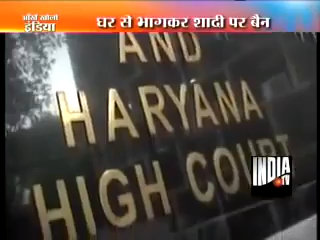 आँखें खोलो
इंडिया
घर से भागकर शादी पर बैन
AND
HARYANA
HIGH COURT
INDIA
TV